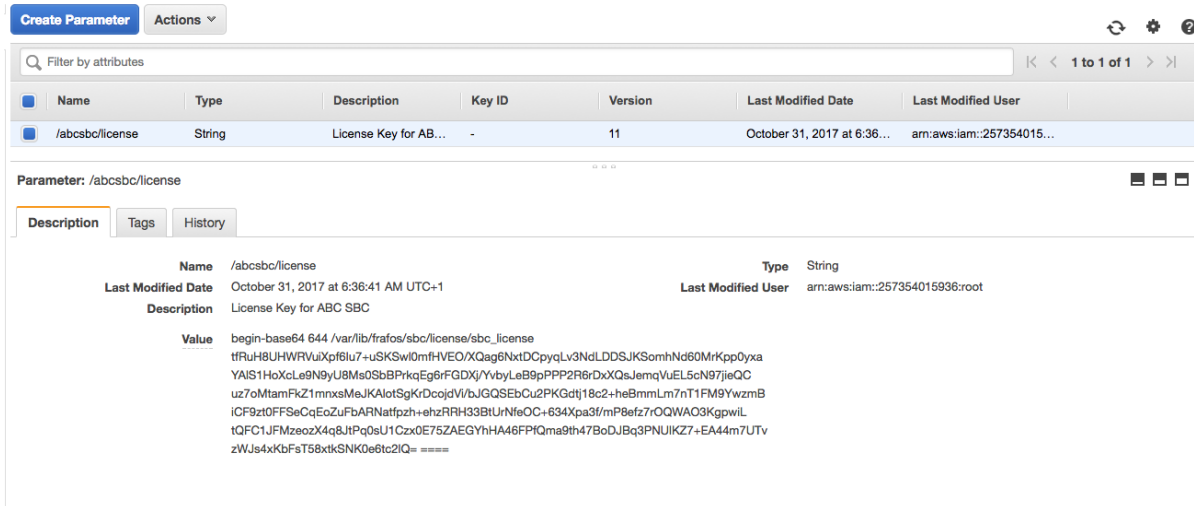 Create Parameter Actions
Filter by attributes 1 to 1 of 1
Name Type Description Key ID Version Last Modified Date Last Modified User
/abcsbc/license String License Key for AB... - 11 October 31, 2017 at 6:36... arn:aws:iam::257354015...
Parameter: /abcsbc/license
Description Tags History
Name /abcsbc/license Type String
Last Modified Date October 31, 2017 at 6:36:41 AM UTC+1 Last Modified User arn:aws:iam::257354015936:root
Description License Key for ABC SBC
Value begin-base64 644 /var/lib/frafos/sbc/license/sbc_license
tfRuH8UHWRVuiXpf6Iu7+uSKSwl0mfHVEO/XQag6NxtDCpyqLv3NdLDDSJKSomhNd60MrKpp0yxa
YAlS1HoXcLe9N9yU8Ms0SbBPrkqEg6rFGDXj/YvbyLeB9pPPP2R6rDxXQsJemqVuEL5cN97jieQC
uz7oMtamFkZ1mnxsMeJKAlotSgKrDcojdVi/bJGQSEbCu2PKGdtj18c2+heBmmLm7nT1FM9YwzmB
iCF9zt0FFSeCqEoZuFbARNatfpzh+ehzRRH33BtUrNfeOC+634Xpa3f/mP8efz7rOQWAO3KgpwiL
tQFC1JFMzeozX4q8JtPq0sU1Czx0E75ZAEGYhHA46FPfQma9th47BoDJBq3PNUlKZ7+EA44m7UTv
zWJs4xKbFsT58xtkSNK0e6tc2lQ= ====